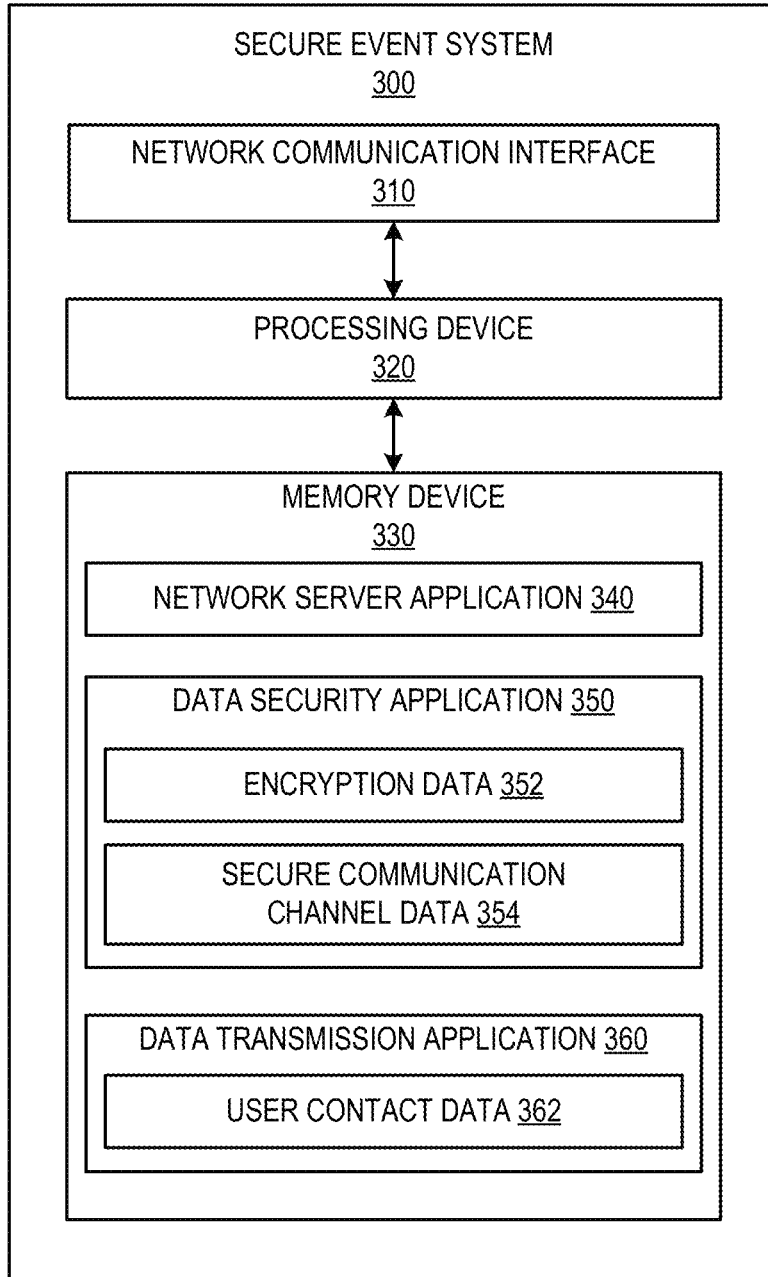 SECURE EVENT SYSTEM
300
NETWORK COMMUNICATION INTERFACE
310
PROCESSING DEVICE
320
MEMORY DEVICE
330
NETWORK SERVER APPLICATION 340
DATA SECURITY APPLICATION 350
ENCRYPTION DATA 352
SECURE COMMUNICATION
CHANNEL DATA 354
DATA TRANSMISSION APPLICATION 360
USER CONTACT DATA 362